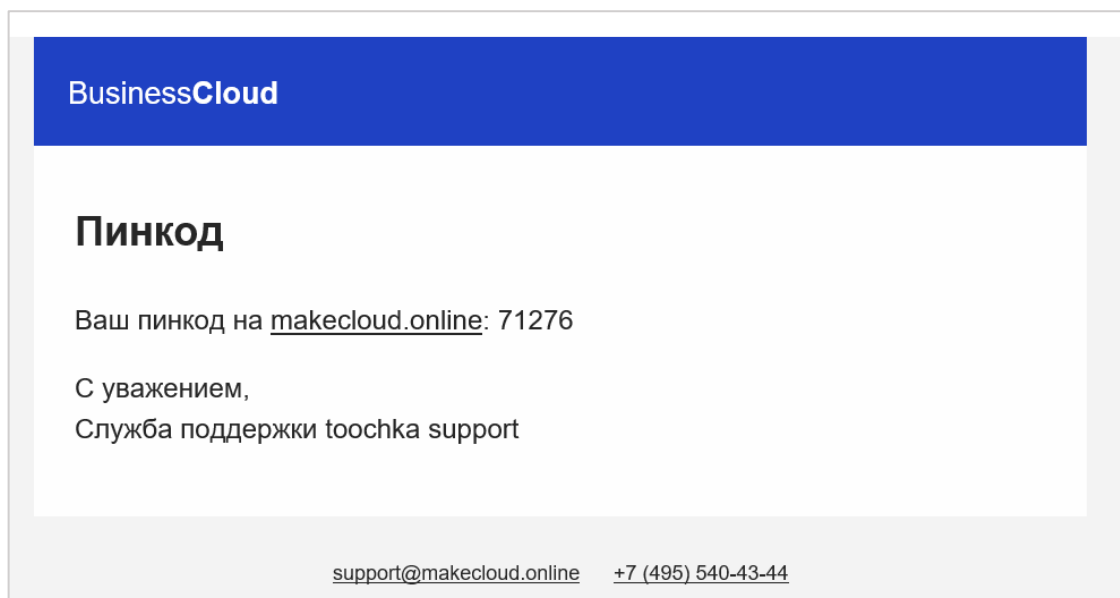 BusinessCloud
Пинкод
Ваш пинкод на makecloud.online: 71276
С уважением,
Служба поддержки toochka support
support@makecloud.online +7 (495) 540-43-44